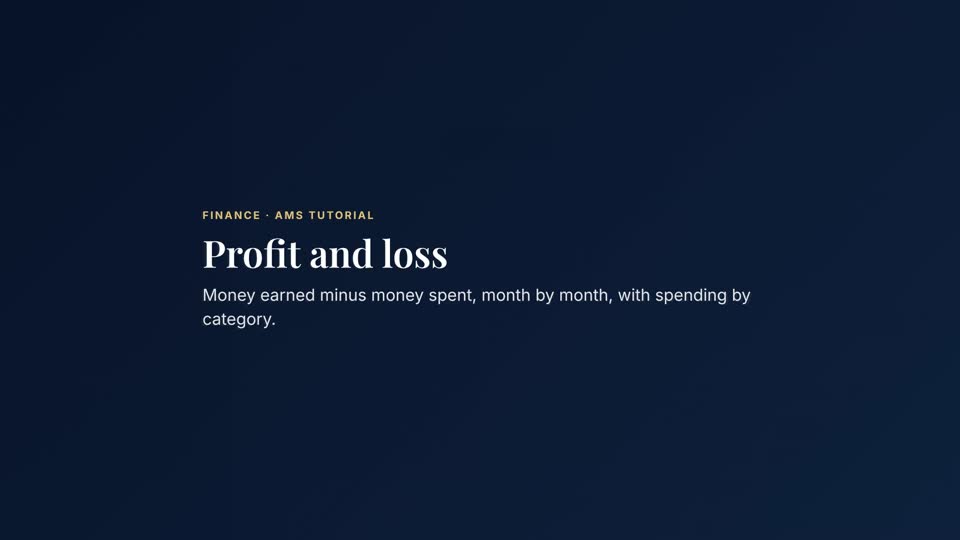 FINANCE · AMS TUTORIAL
Profit and loss
Money earned minus money spent, month by month, with spending by
category.